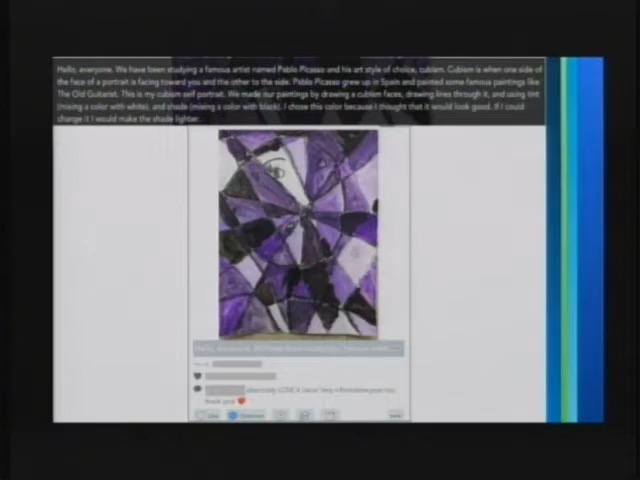 Hello, everyone. We have been studying a famous artist named Pablo Picasso and his art style of choice, cubism. Cubism is when one side of
the face of a portrait is facing toward you and the other to the side. Pablo Picasso grew up in Spain and painted some famous paintings like
The Old Guitarist. This is my cubism self portrait. We made our paintings by drawing a cubism faces, drawing lines through it, and using tint
(mixing a color with white), and shade (mixing a color with black). I chose this color because I thought that it would look good. If I could
change it I would make the shade lighter.
absolutely LOVE it
thank you!
Like
Comment